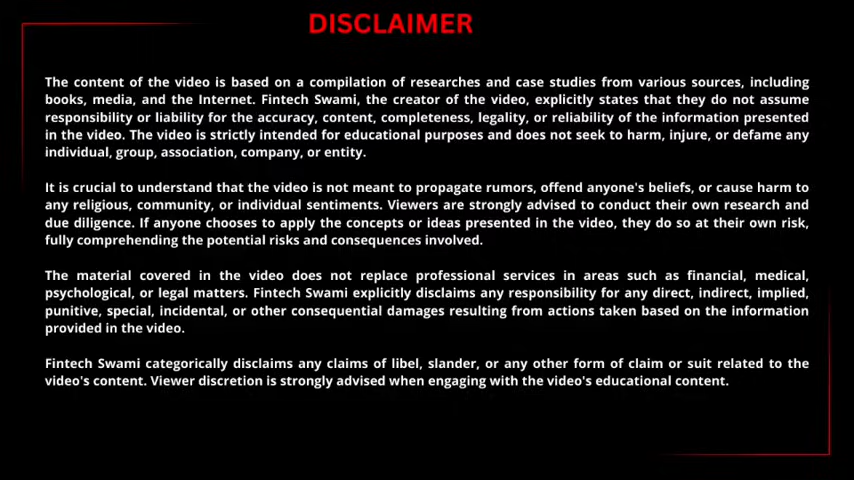 DISCLAIMER
The content of the video is based on a compilation of researches and case studies from various sources, including
books, media, and the Internet. Fintech Swami, the creator of the video, explicitly states that they do not assume
responsibility or liability for the accuracy, content, completeness, legality, or reliability of the information presented
in the video. The video is strictly intended for educational purposes and does not seek to harm, injure, or defame any
individual, group, association, company, or entity.
It is crucial to understand that the video is not meant to propagate rumors, offend anyone's beliefs, or cause harm to
any religious, community, or individual sentiments. Viewers are strongly advised to conduct their own research and
due diligence. If anyone chooses to apply the concepts or ideas presented in the video, they do so at their own risk,
fully comprehending the potential risks and consequences involved.
The material covered in the video does not replace professional services in areas such as financial, medical,
psychological, or legal matters. Fintech Swami explicitly disclaims any responsibility for any direct, indirect, implied,
punitive, special, incidental, or other consequential damages resulting from actions taken based on the information
provided in the video.
Fintech Swami categorically disclaims any claims of libel, slander, or any other form of claim or suit related to the
video's content. Viewer discretion is strongly advised when engaging with the video's educational content.